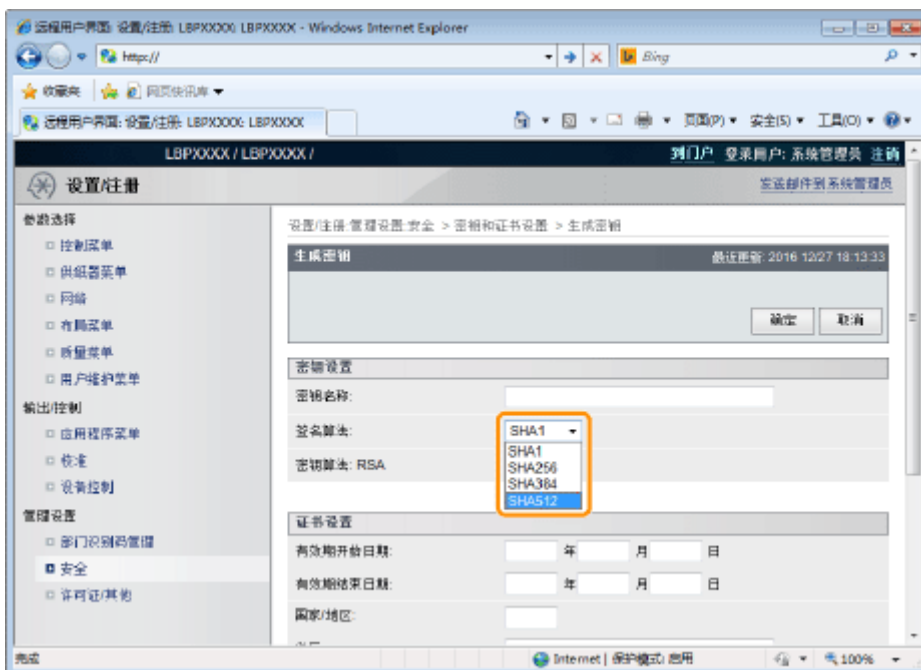 远程用户界面: 设置/注册: LBPXXXX: LBPXXXX - Windows Internet Explorer
https://
Bing
收藏夹 网页快讯库
远程用户界面: 设置/注册: LBPXXXX: LBPXXXX
页面(P) 安全(S) 工具(O)
LBPXXXX / LBPXXXX /
到门户 登录用户: 系统管理员 注销
设置/注册
发送邮件到系统管理员
参数选择
控制菜单
供纸器菜单
网络
布局菜单
质量菜单
用户维护菜单
输出/控制
应用程序菜单
校准
设备控制
管理设置
部门识别码管理
安全
许可证/其他
设置/注册:管理设置:安全 > 密钥和证书设置 > 生成密钥
生成密钥
最近更新: 2016 12/27 18:13:33
确定 取消
密钥设置
密钥名称:
签名算法: SHA1
SHA1
SHA256
SHA384
SHA512
密钥算法: RSA
证书设置
有效期开始日期: 年 月 日
有效期结束日期: 年 月 日
国家/地区:
完成
Internet | 保护模式: 启用
100%